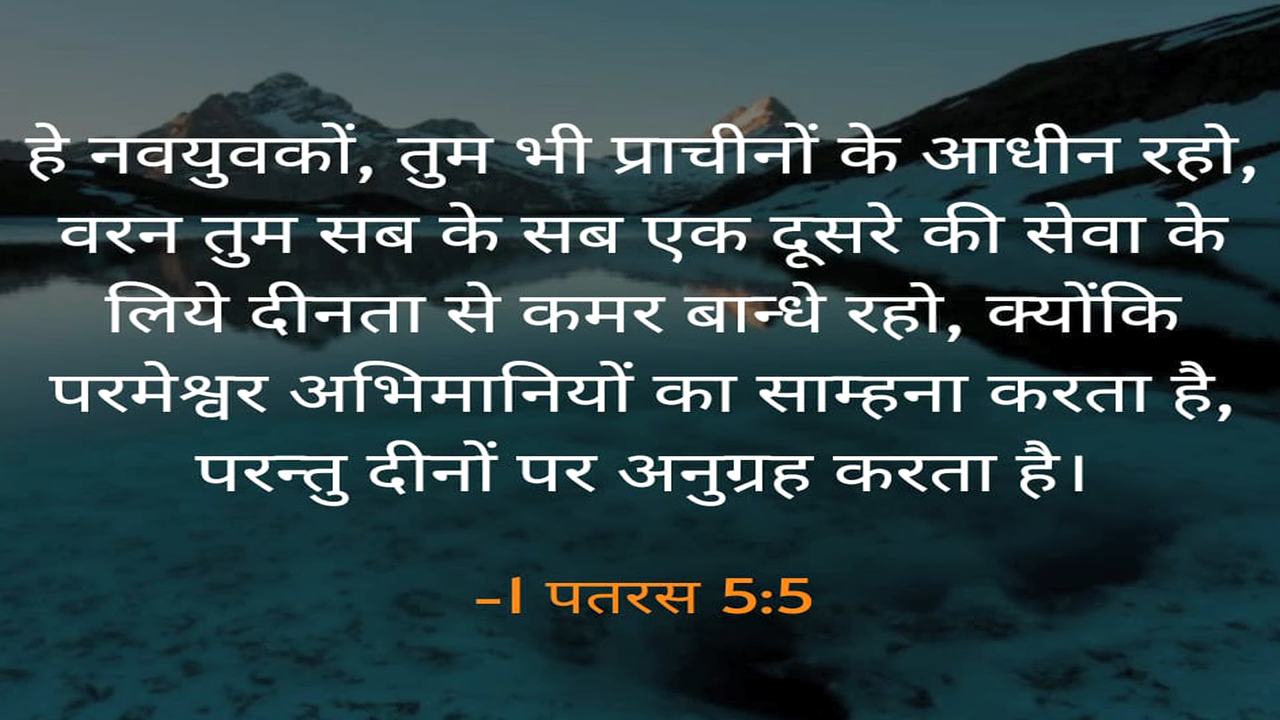 हे नवयुवकों, तुम भी प्राचीनों के आधीन रहो,
वरन तुम सब के सब एक दूसरे की सेवा के
लिये दीनता से कमर बान्धे रहो, क्योंकि
परमेश्वर अभिमानियों का साम्हना करता है,
परन्तु दीनों पर अनुग्रह करता है।
–I पतरस 5:5